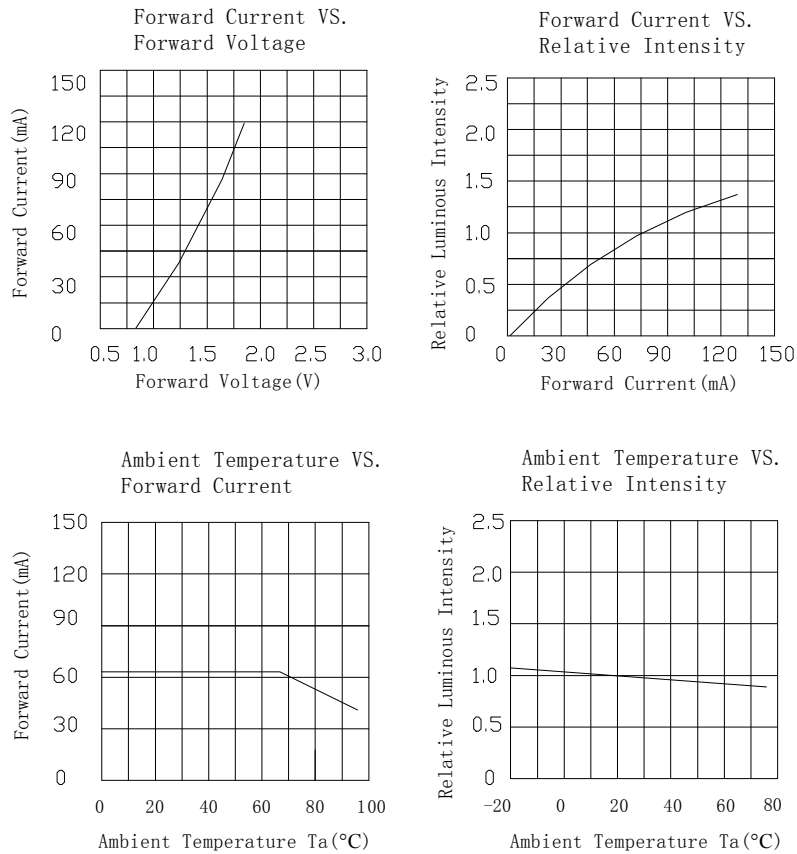 Forward Current VS.
Forward Voltage
150
120
90
60
30
0
Forward Current(mA)
0.5 1.0 1.5 2.0 2.5 3.0
Forward Voltage(V)
Forward Current VS.
Relative Intensity
2.5
2.0
1.5
1.0
0.5
0
Relative Luminous Intensity
0 30 60 90 120 150
Forward Current(mA)
Ambient Temperature VS.
Forward Current
150
120
90
60
30
0
Forward Current(mA)
0 20 40 60 80 100
Ambient Temperature Ta(°C)
Ambient Temperature VS.
Relative Intensity
2.5
2.0
1.5
1.0
0.5
0
Relative Luminous Intensity
-20 0 20 40 60 80
Ambient Temperature Ta(°C)